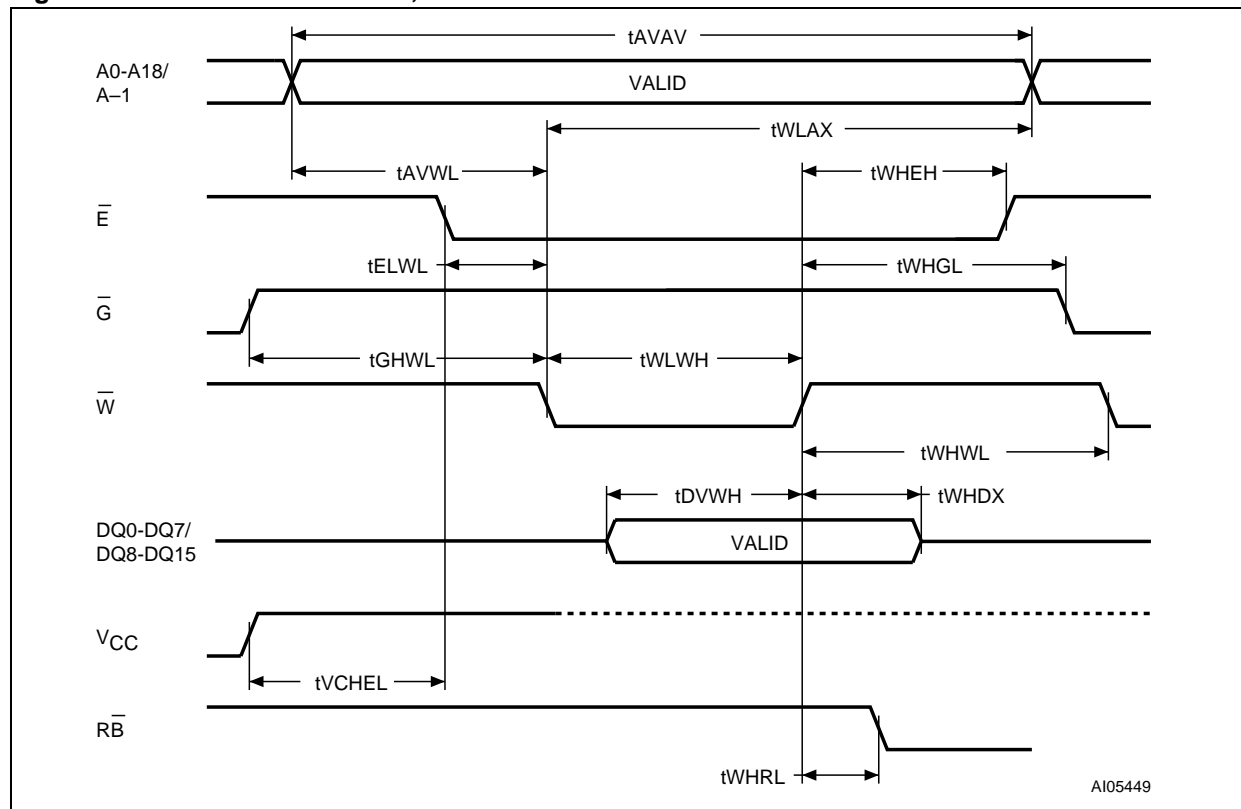 tAVAV
A0-A18/
A–1
VALID
tWLAX
tAVWL
tWHEH
E̅
tELWL
tWHGL
G̅
tGHWL
tWLWH
W̅
tWHWL
tDVWH
tWHDX
DQ0-DQ7/
DQ8-DQ15
VALID
VCC
tVCHEL
RB̅
tWHRL
AI05449